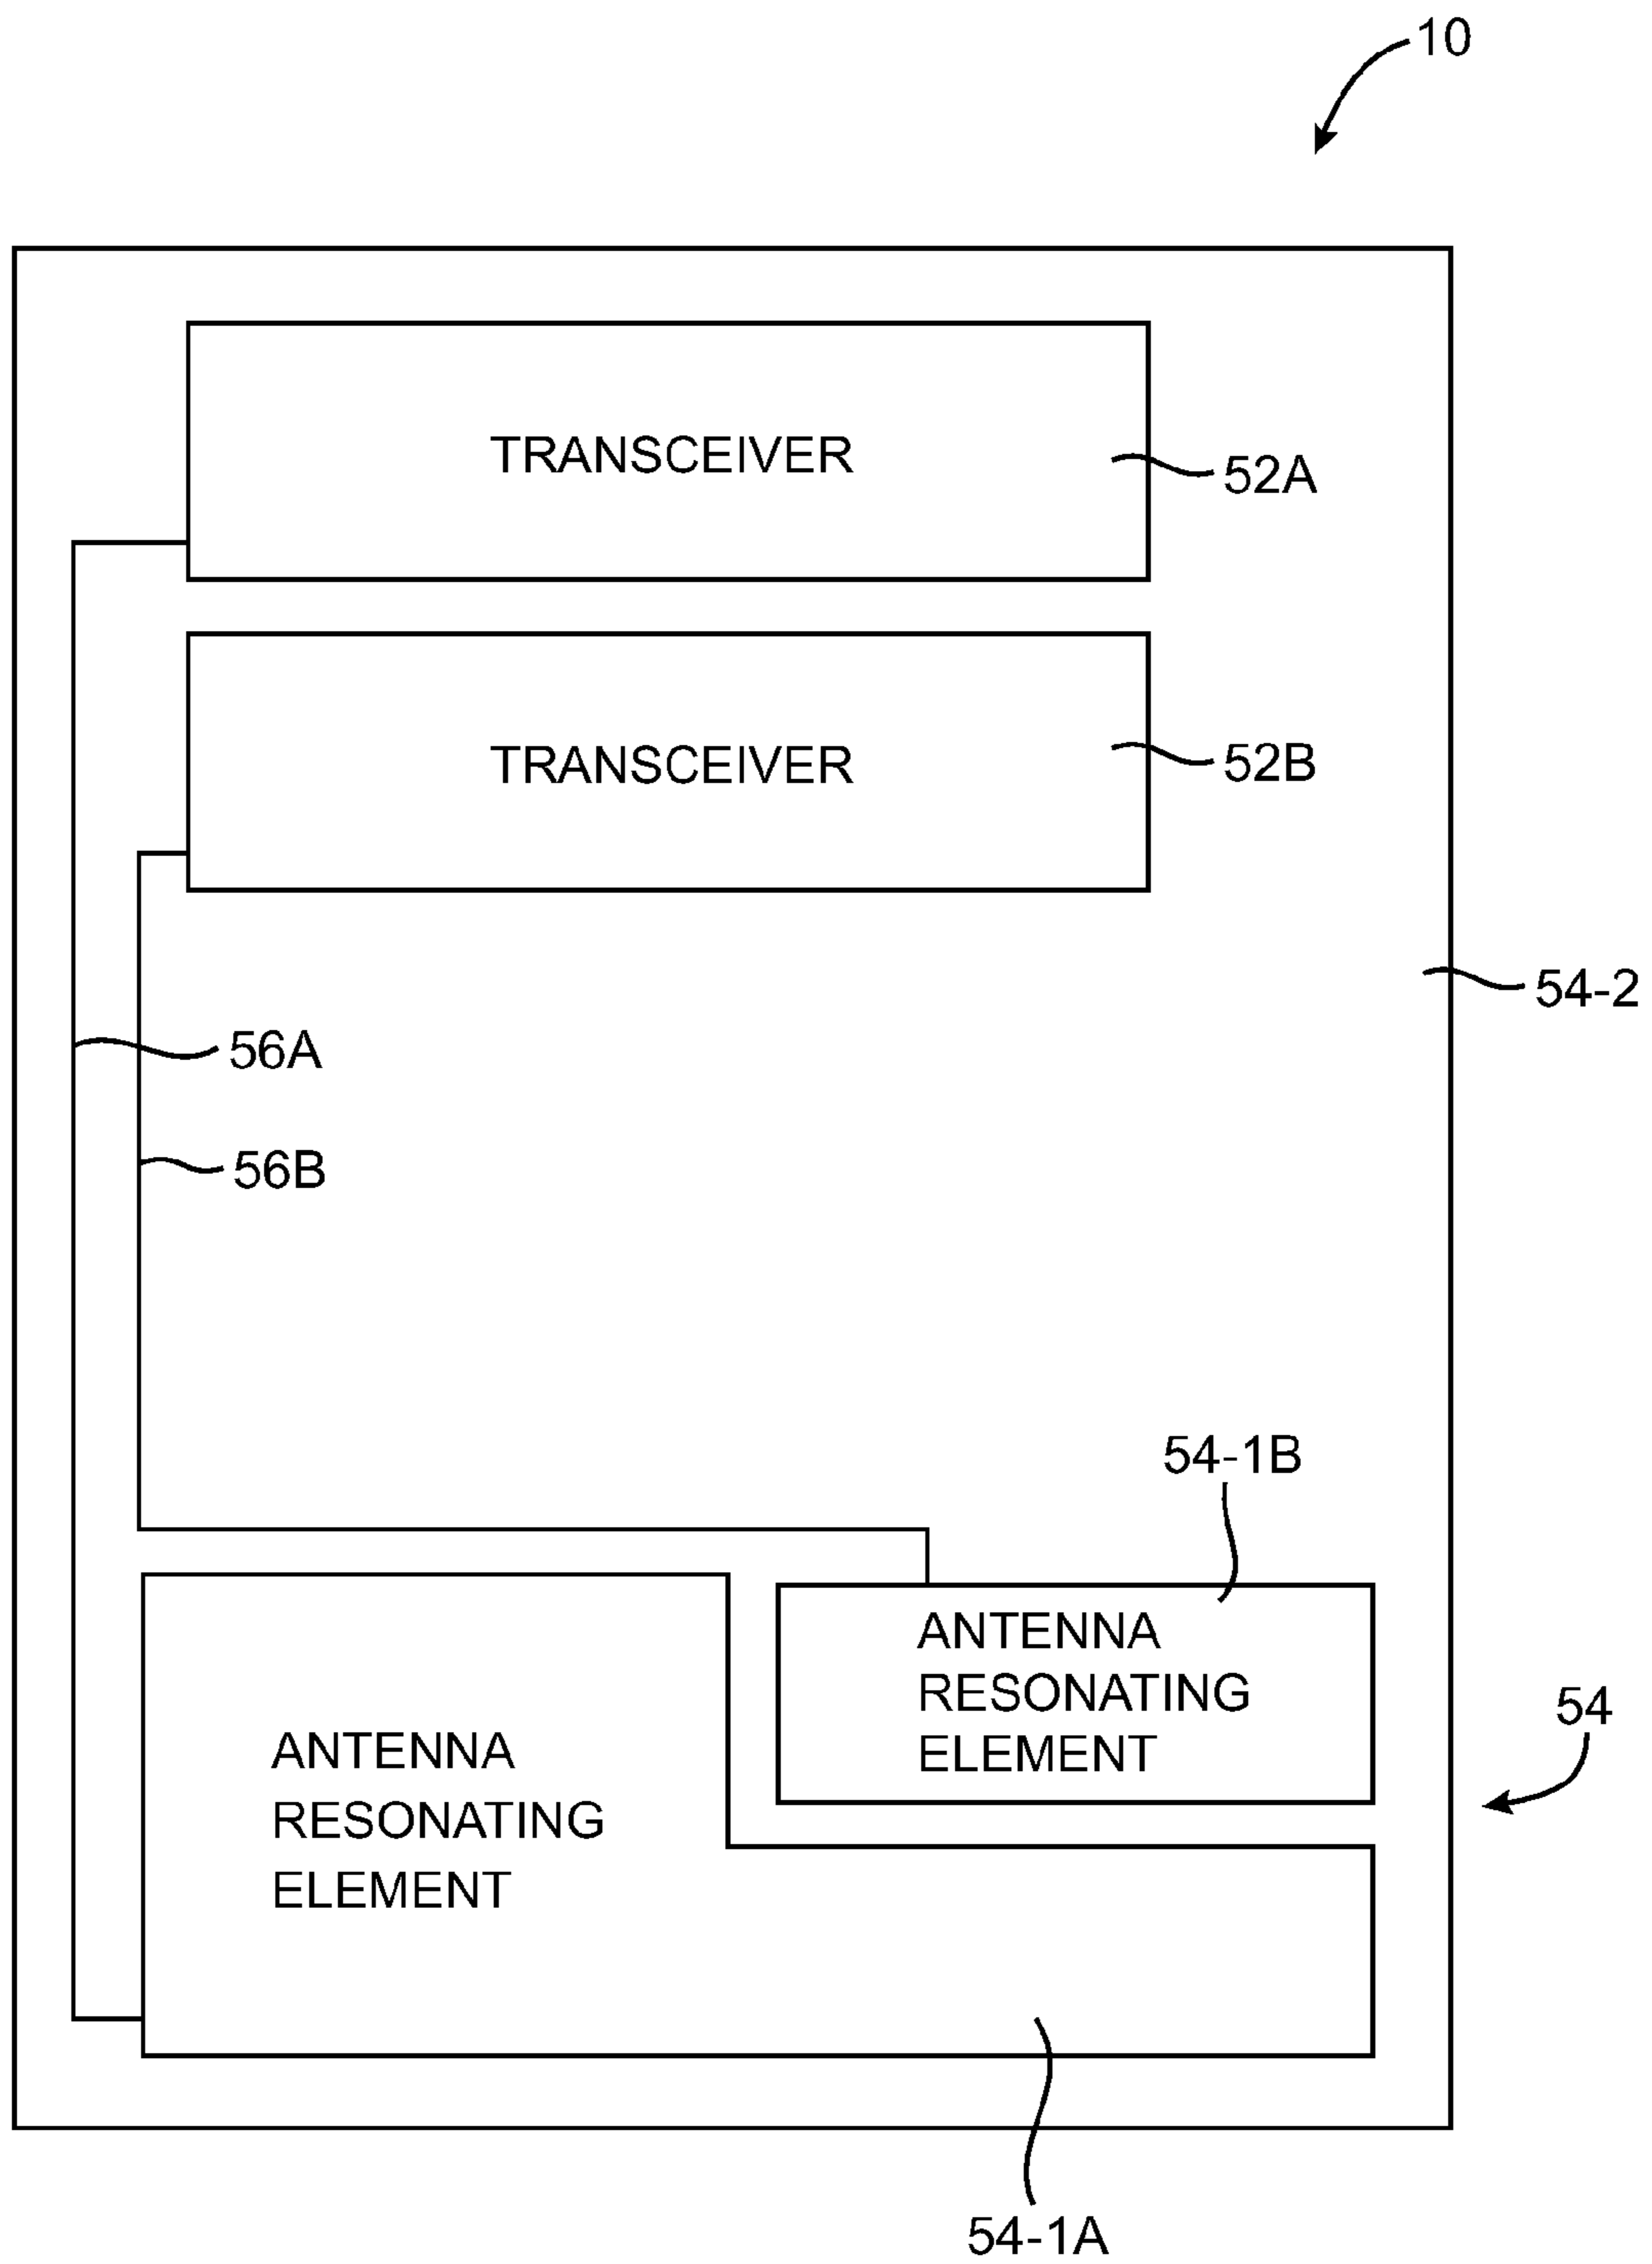 10
TRANSCEIVER
52A
TRANSCEIVER
52B
54-2
56A
56B
54-1B
ANTENNA
RESONATING
ELEMENT
54
ANTENNA
RESONATING
ELEMENT
54-1A